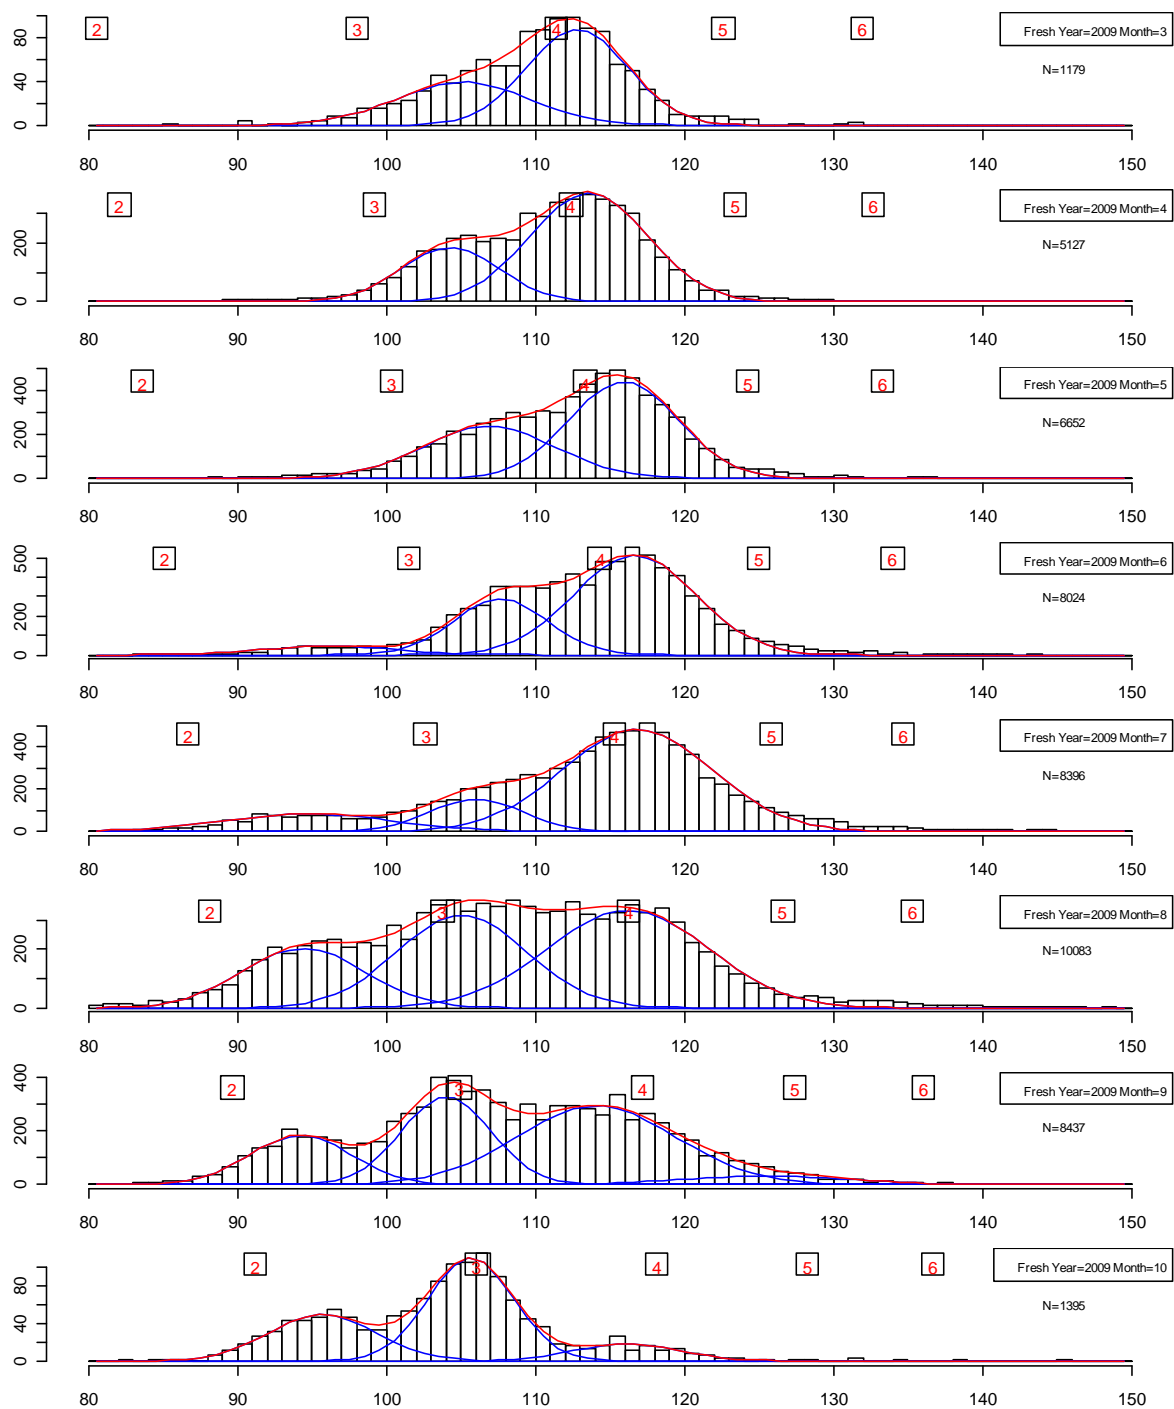 2 3 4 5 6 Fresh Year=2009 Month=3
N=1179
0 40 80
80 90 100 110 120 130 140 150
2 3 4 5 6 Fresh Year=2009 Month=4
N=5127
0 200
80 90 100 110 120 130 140 150
2 3 4 5 6 Fresh Year=2009 Month=5
N=6652
0 200 400
80 90 100 110 120 130 140 150
2 3 4 5 6 Fresh Year=2009 Month=6
N=8024
0 200 500
80 90 100 110 120 130 140 150
2 3 4 5 6 Fresh Year=2009 Month=7
N=8396
0 200 400
80 90 100 110 120 130 140 150
2 3 4 5 6 Fresh Year=2009 Month=8
N=10083
0 200
80 90 100 110 120 130 140 150
2 3 4 5 6 Fresh Year=2009 Month=9
N=8437
0 200 400
80 90 100 110 120 130 140 150
2 3 4 5 6 Fresh Year=2009 Month=10
N=1395
0 40 80
80 90 100 110 120 130 140 150